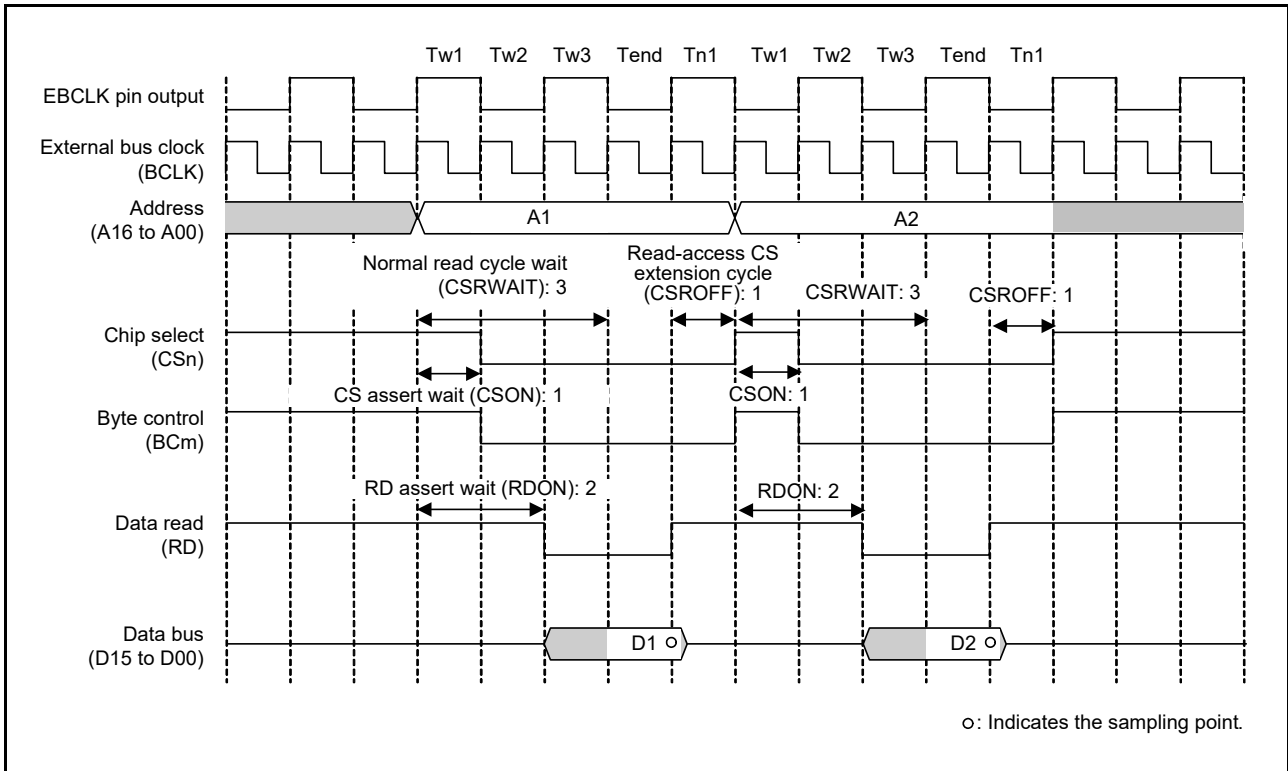 Tw1 Tw2 Tw3 Tend Tn1 Tw1 Tw2 Tw3 Tend Tn1
EBCLK pin output
External bus clock
(BCLK)
Address
(A16 to A00)
A1
A2
Normal read cycle wait
(CSRWAIT): 3
Read-access CS
extension cycle
(CSROFF): 1
CSRWAIT: 3
CSROFF: 1
Chip select
(CSn)
CS assert wait (CSON): 1
CSON: 1
Byte control
(BCm)
RD assert wait (RDON): 2
RDON: 2
Data read
(RD)
Data bus
(D15 to D00)
D1
D2
o: Indicates the sampling point.